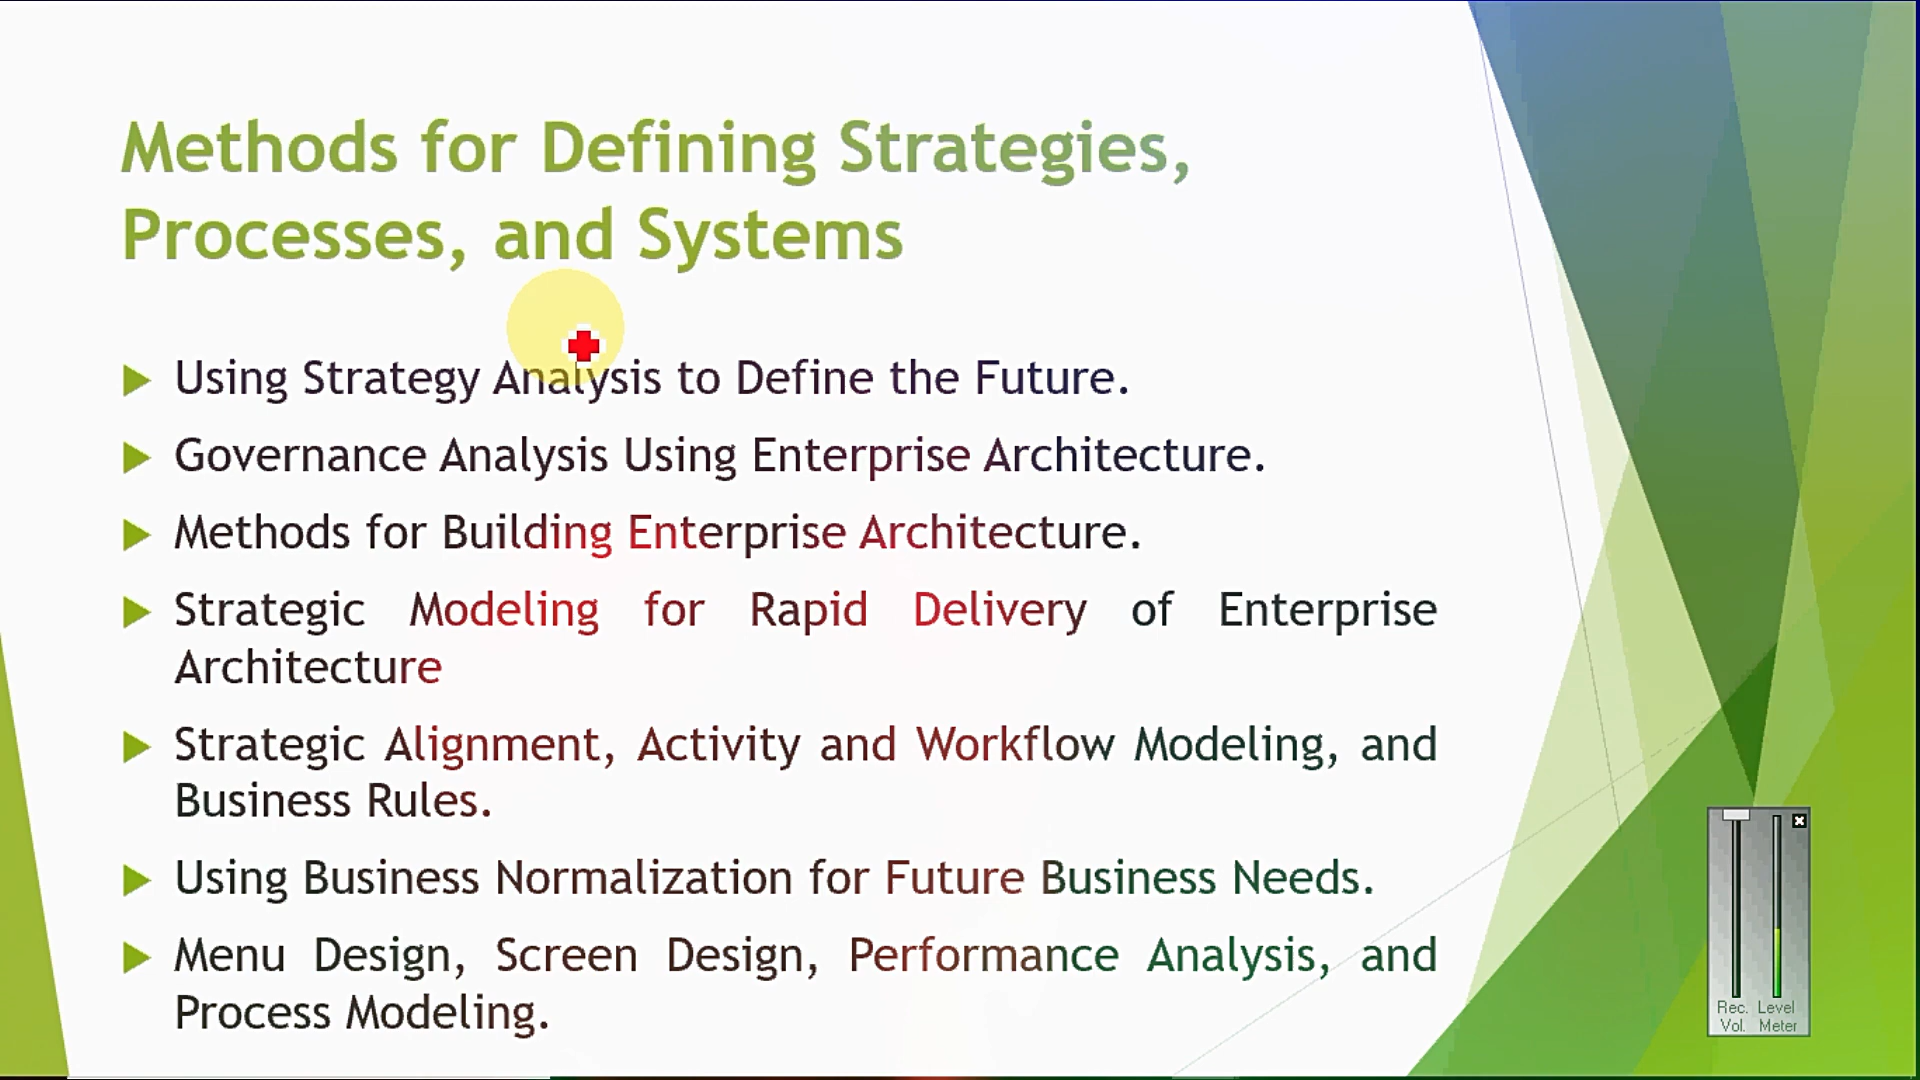 Methods for Defining Strategies,
Processes, and Systems
Using Strategy Analysis to Define the Future.
Governance Analysis Using Enterprise Architecture.
Methods for Building Enterprise Architecture.
Strategic Modeling for Rapid Delivery of Enterprise
Architecture
Strategic Alignment, Activity and Workflow Modeling, and
Business Rules.
Using Business Normalization for Future Business Needs.
Menu Design, Screen Design, Performance Analysis, and
Process Modeling.
Rec. Level
Vol. Meter